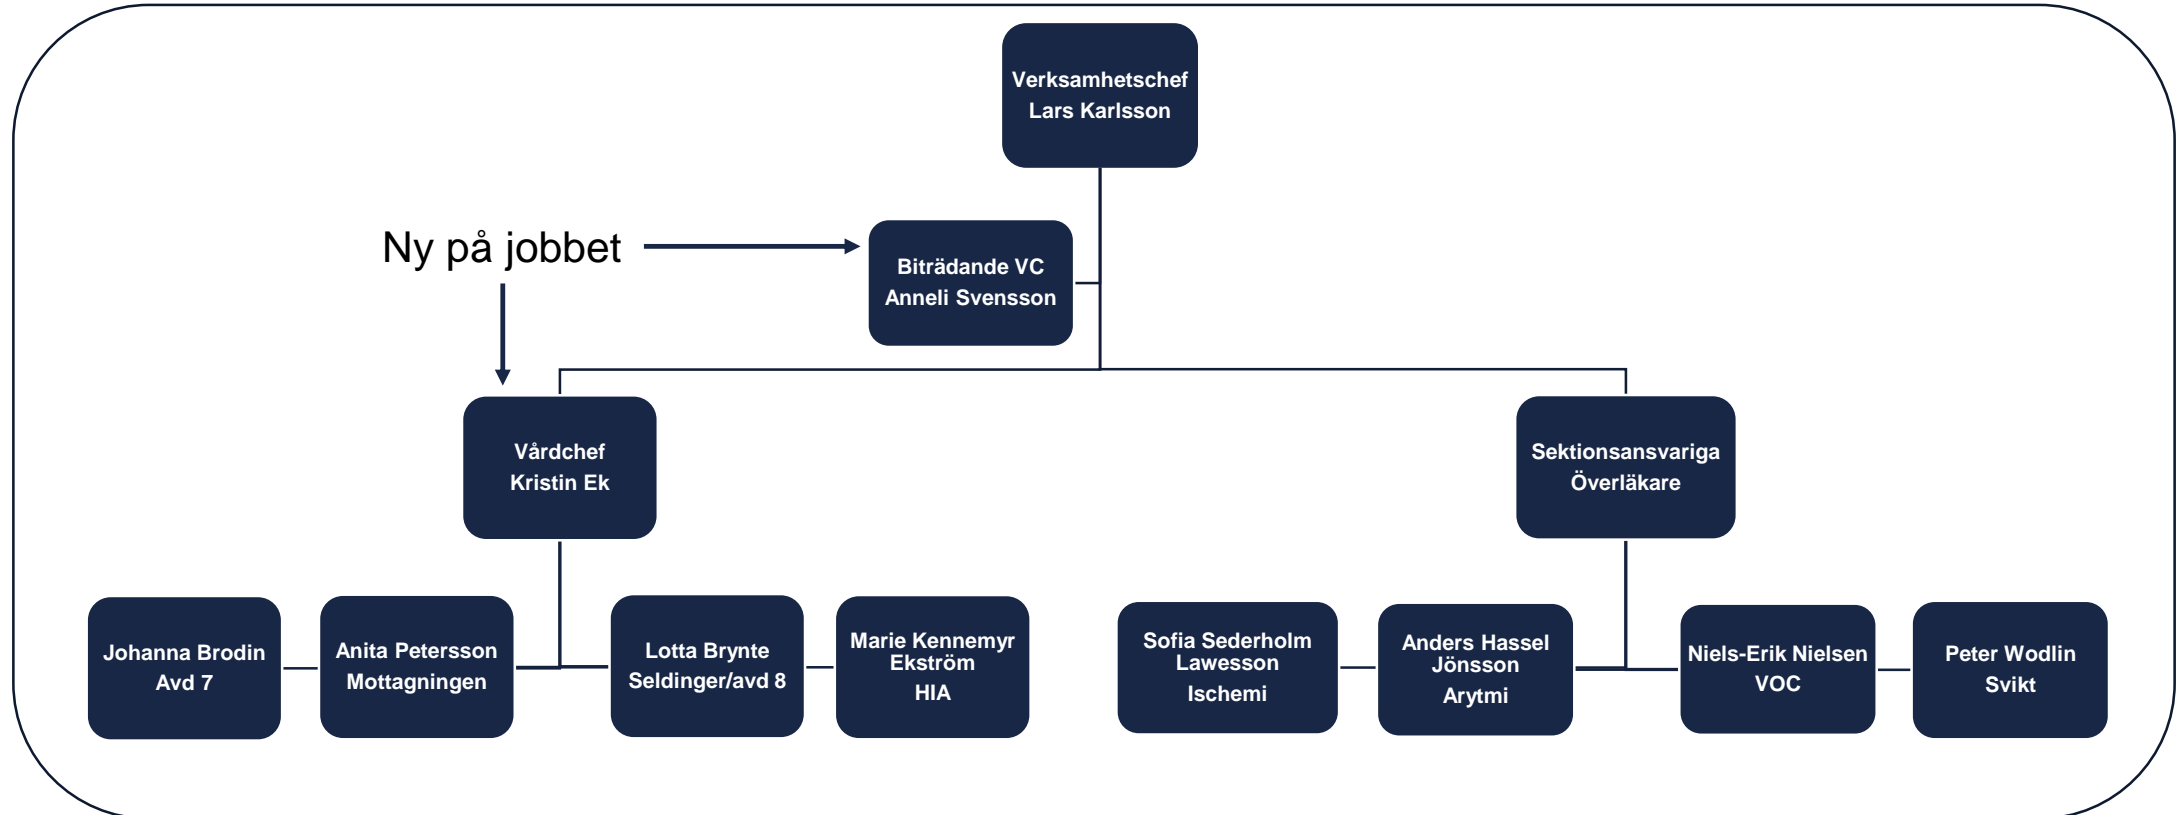 Verksamhetschef
Lars Karlsson
Ny på jobbet
Biträdande VC
Anneli Svensson
Vårdchef
Kristin Ek
Sektionsansvariga
Överläkare
Johanna Brodin
Avd 7
Anita Petersson
Mottagningen
Lotta Brynte
Seldinger/avd 8
Marie Kennemyr
Ekström
HIA
Sofia Sederholm
Lawesson
Ischemi
Anders Hassel
Jönsson
Arytmi
Niels-Erik Nielsen
VOC
Peter Wodlin
Svikt